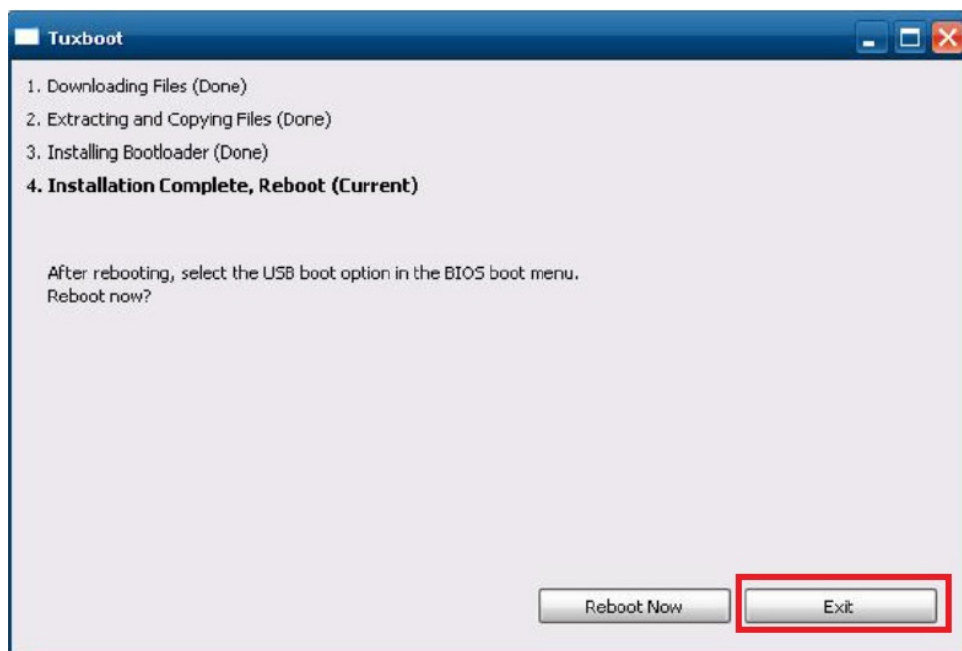 Tuxboot
1. Downloading Files (Done)
2. Extracting and Copying Files (Done)
3. Installing Bootloader (Done)
4. Installation Complete, Reboot (Current)
After rebooting, select the USB boot option in the BIOS boot menu.
Reboot now?
Reboot Now
Exit